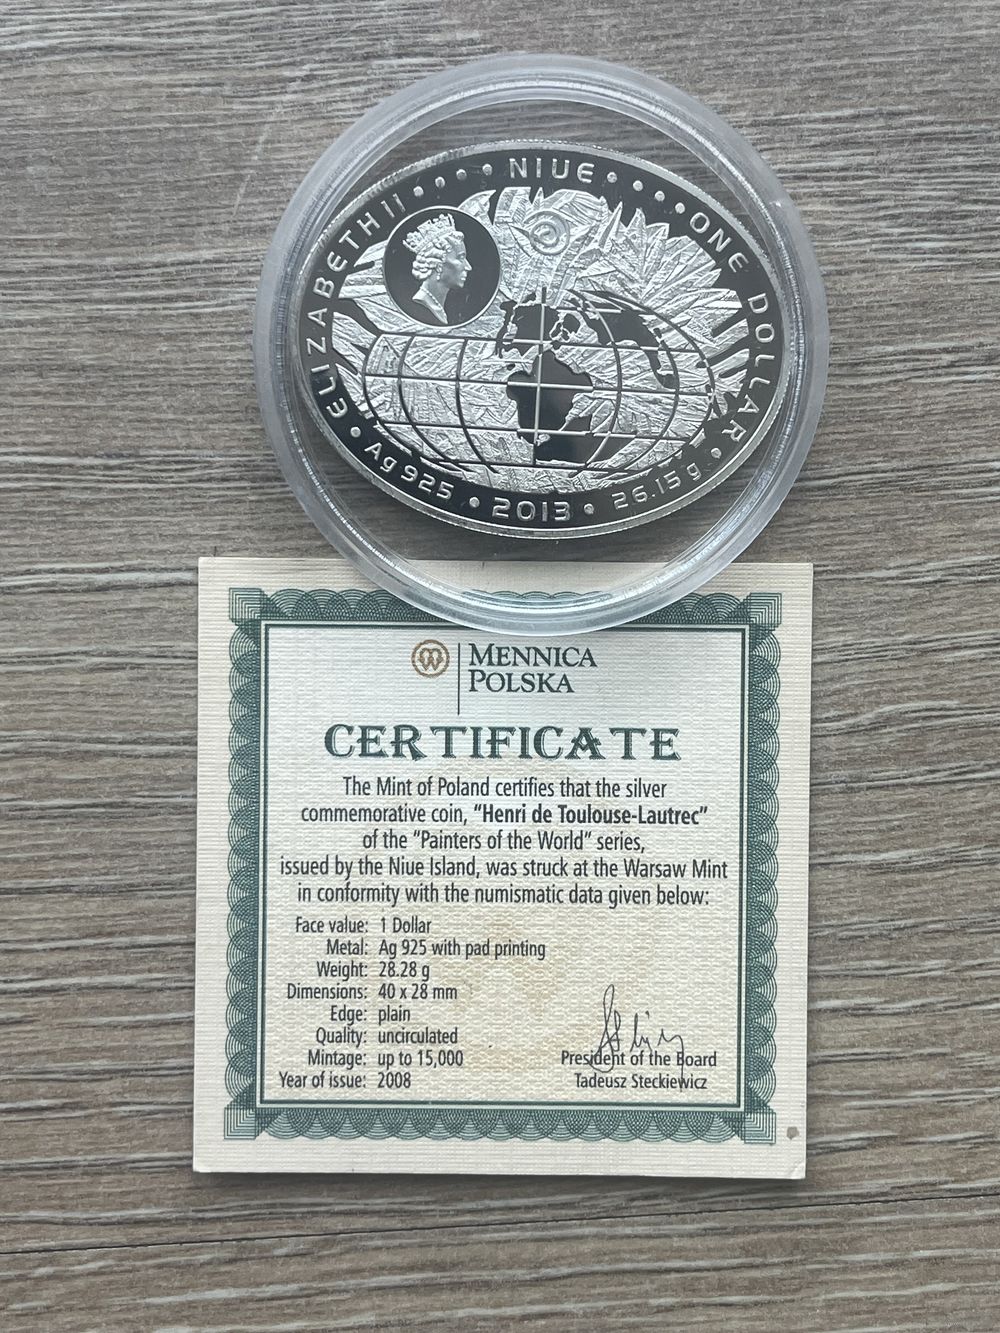 ELIZABETH II • • • • • NIUE • • • • • ONE DOLLAR • Ag 925 • 2013 • 26.15 g •
MENNICA
POLSKA
CERTIFICATE
The Mint of Poland certifies that the silver
commemorative coin, "Henri de Toulouse-Lautrec"
of the "Painters of the World" series,
issued by the Niue Island, was struck at the Warsaw Mint
in conformity with the numismatic data given below:
Face value: 1 Dollar
Metal: Ag 925 with pad printing
Weight: 28.28 g
Dimensions: 40 x 28 mm
Edge: plain
Quality: uncirculated
Mintage: up to 15,000
Year of issue: 2008
President of the Board
Tadeusz Steckiewicz